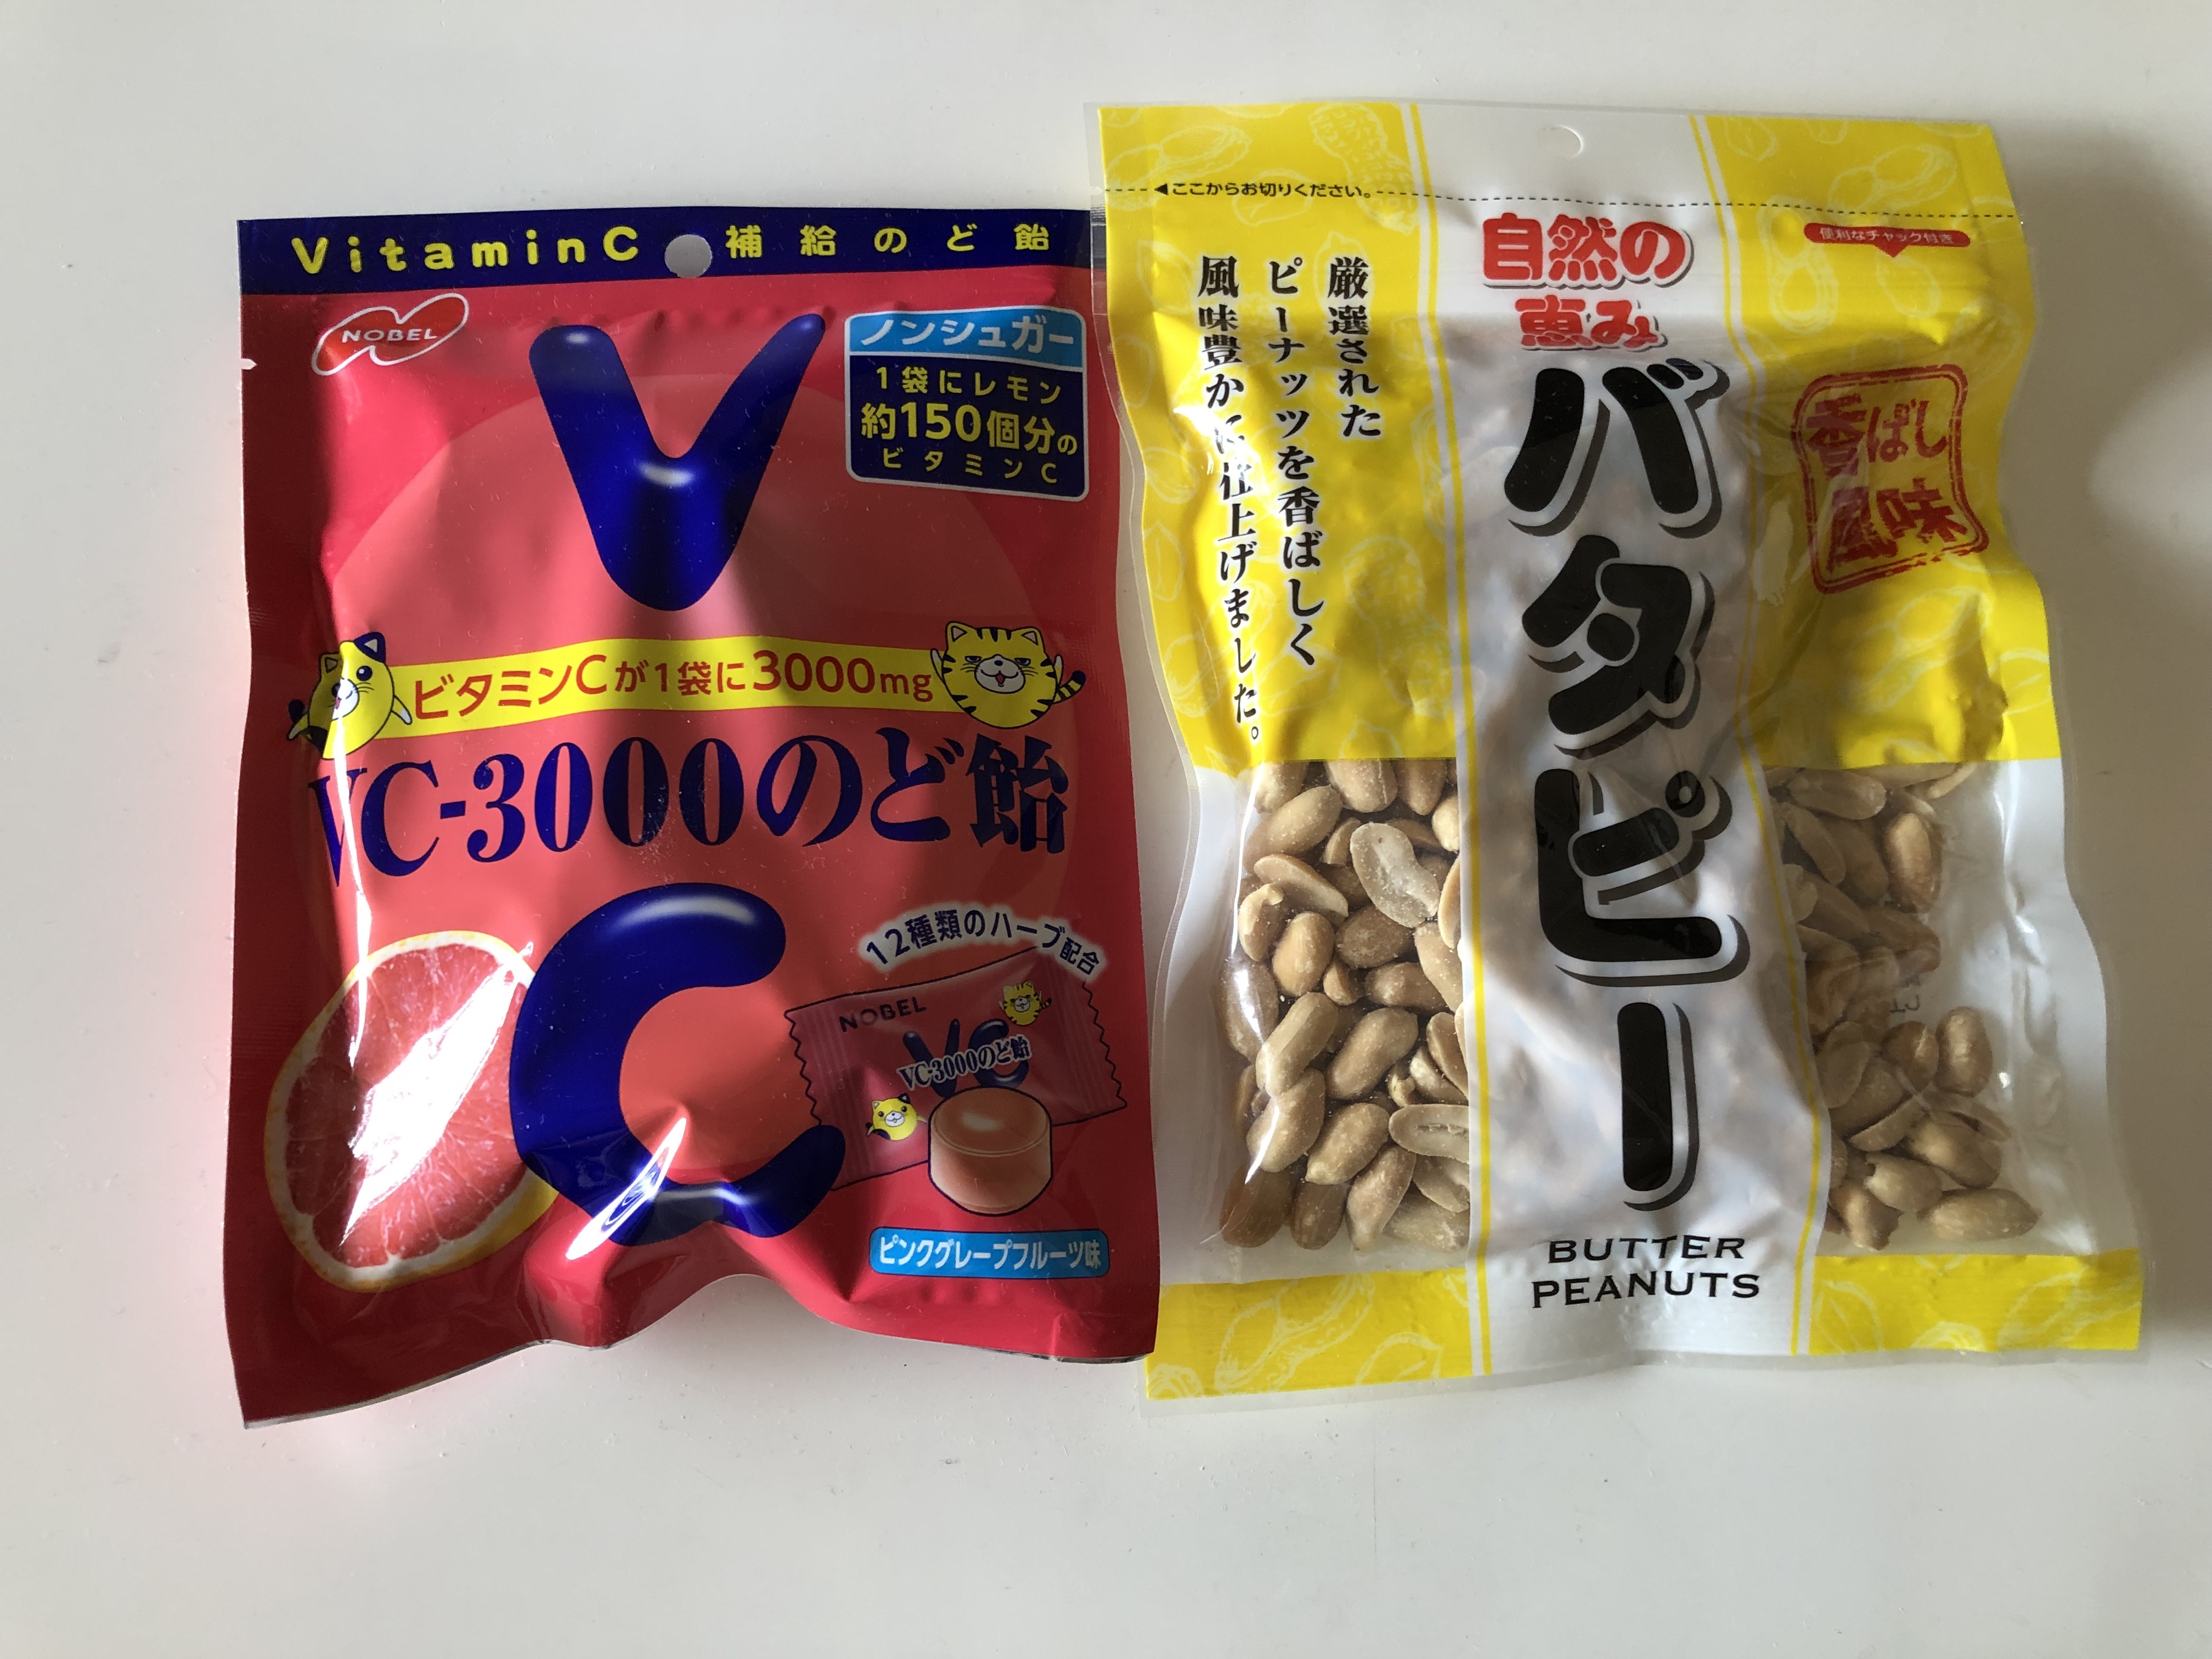 VitaminC 補給のど飴
NOBEL
ノンシュガー
1袋にレモン
約150個分の
ビタミンC
V
ビタミンCが1袋に3000mg
VC-3000のど飴
C
12種類のハーブ配合
NOBEL
VC
VC-3000のど飴
ピンクグレープフルーツ味
ここからお切りください。
便利なチャック付き
自然の
恵み
厳選された
ピーナッツを香ばしく
風味豊かに仕上げました。
香ばし
風味
バタピー
BUTTER
PEANUTS